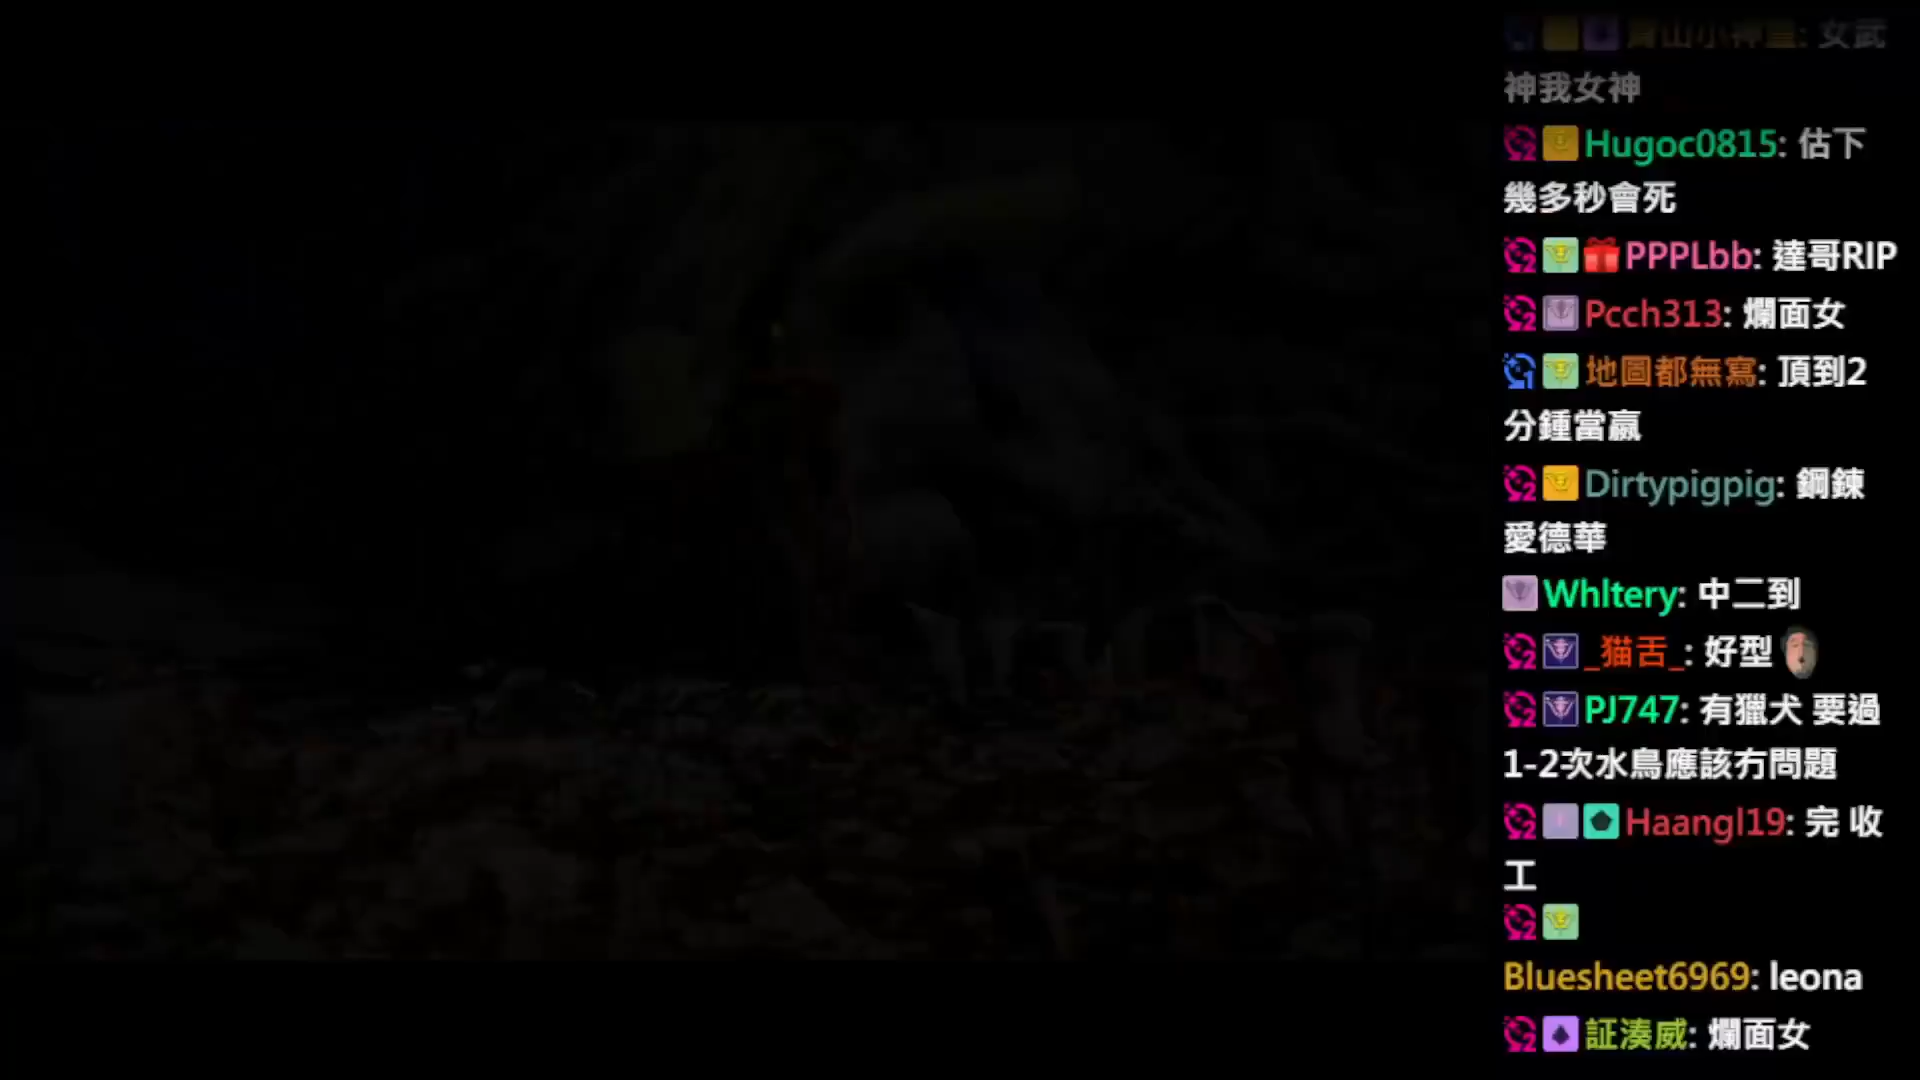 女武
神我女神
Hugoc0815: 估下
幾多秒會死
PPPLbb: 達哥RIP
Pcch313: 爛面女
地圖都無寫: 頂到2
分鍾當贏
Dirtypigpig: 鋼鍊
愛德華
Whltery: 中二到
_猫舌_: 好型
PJ747: 有獵犬 要過
1-2次水鳥應該冇問題
Haangl19: 完 收
工
Bluesheet6969: leona
証湊威: 爛面女